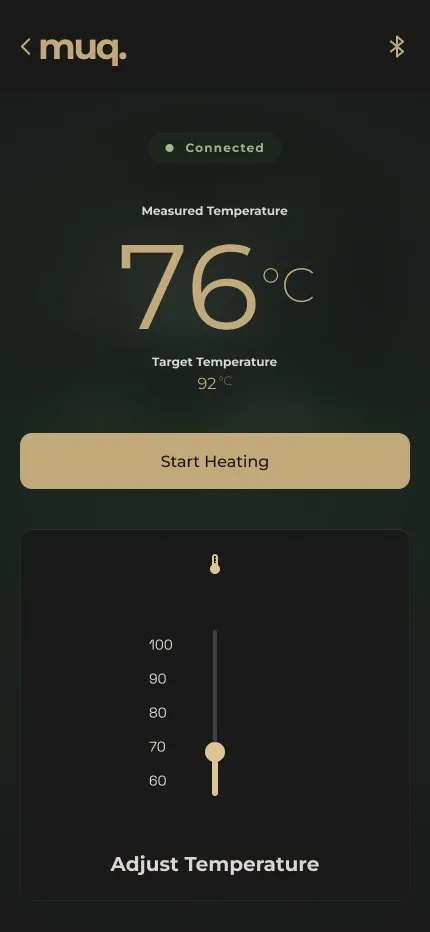 muq.
Connected
Measured Temperature
76°C
Target Temperature
92°C
Start Heating
100
90
80
70
60
Adjust Temperature